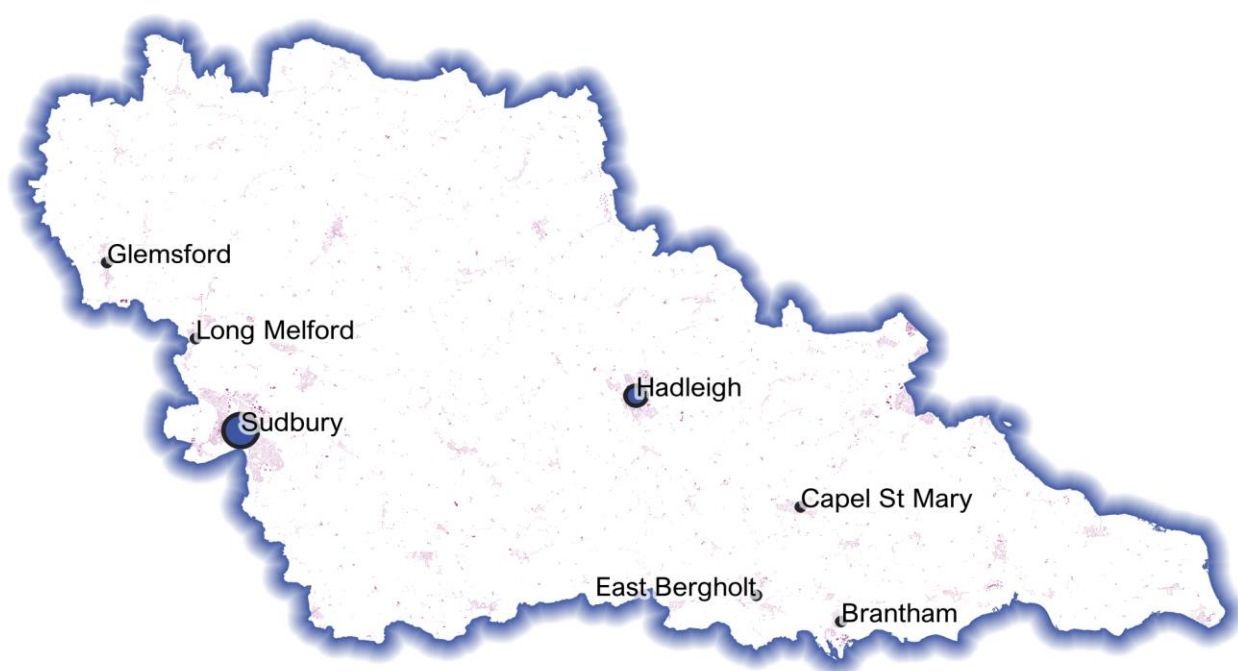 Glemsford
Long Melford
Hadleigh
Sudbury
Capel St Mary
East Bergholt
Brantham